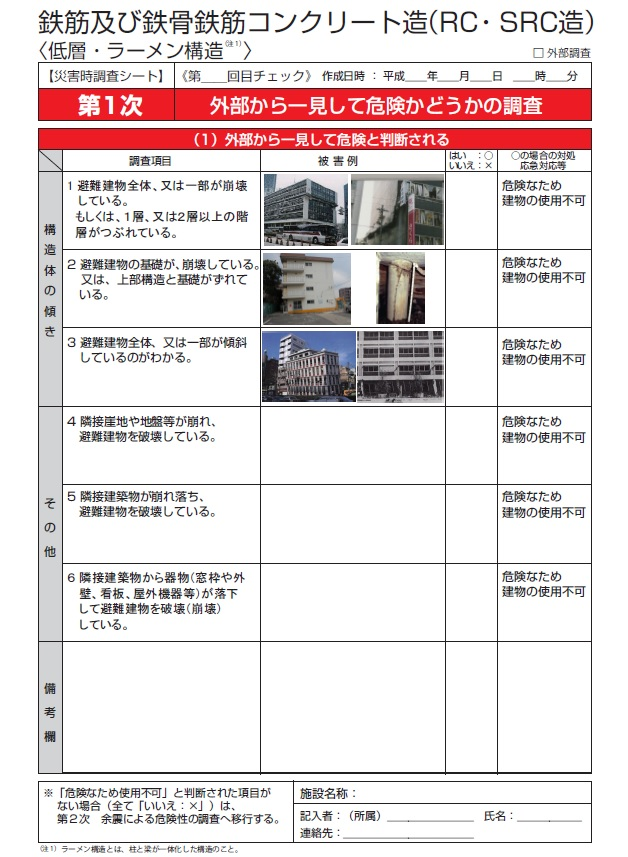 鉄筋及び鉄骨鉄筋コンクリート造（RC・SRC造）
〈低層・ラーメン構造（注1）〉
□ 外部調査
【災害時調査シート】 《第___回目チェック》 作成日時 ： 平成___年___月___日 ___時___分
第1次 外部から一見して危険かどうかの調査
（1）外部から一見して危険と判断される
調査項目 被害例 はい ：○ ○の場合の対処
いいえ：× 応急対応等
構造体の傾き
1 避難建物全体、又は一部が崩壊
している。
もしくは、1層、又は2層以上の階
層がつぶれている。
危険なため
建物の使用不可
2 避難建物の基礎が、崩壊している。
又は、上部構造と基礎がずれて
いる。
危険なため
建物の使用不可
3 避難建物全体、又は一部が傾斜
しているのがわかる。
危険なため
建物の使用不可
その他
4 隣接崖地や地盤等が崩れ、
避難建物を破壊している。
危険なため
建物の使用不可
5 隣接建築物が崩れ落ち、
避難建物を破壊している。
危険なため
建物の使用不可
6 隣接建築物から器物（窓枠や外
壁、看板、屋外機器等）が落下
して避難建物を破壊（崩壊）
している。
危険なため
建物の使用不可
備考欄
※「危険なため使用不可」と判断された項目が
ない場合（全て「いいえ：×」）は、
第２次 余震による危険性の調査へ移行する。
施設名称：
記入者：（所属）___________ 氏名：___________
連絡先：___________
（注1）ラーメン構造とは、柱と梁が一体化した構造のこと。